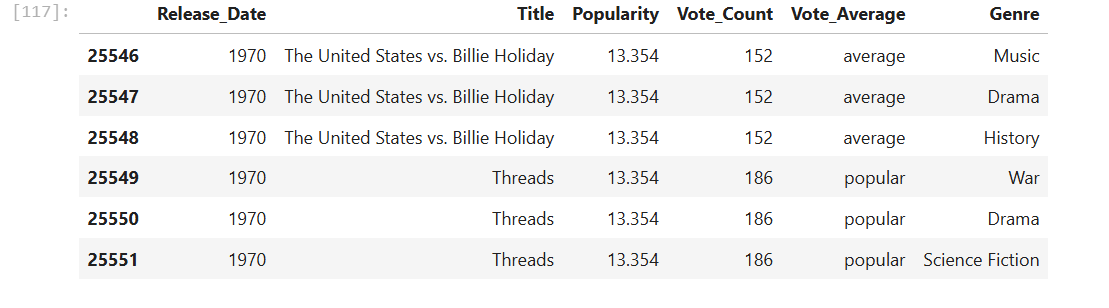 [117]: Release_Date Title Popularity Vote_Count Vote_Average Genre
25546 1970 The United States vs. Billie Holiday 13.354 152 average Music
25547 1970 The United States vs. Billie Holiday 13.354 152 average Drama
25548 1970 The United States vs. Billie Holiday 13.354 152 average History
25549 1970 Threads 13.354 186 popular War
25550 1970 Threads 13.354 186 popular Drama
25551 1970 Threads 13.354 186 popular Science Fiction